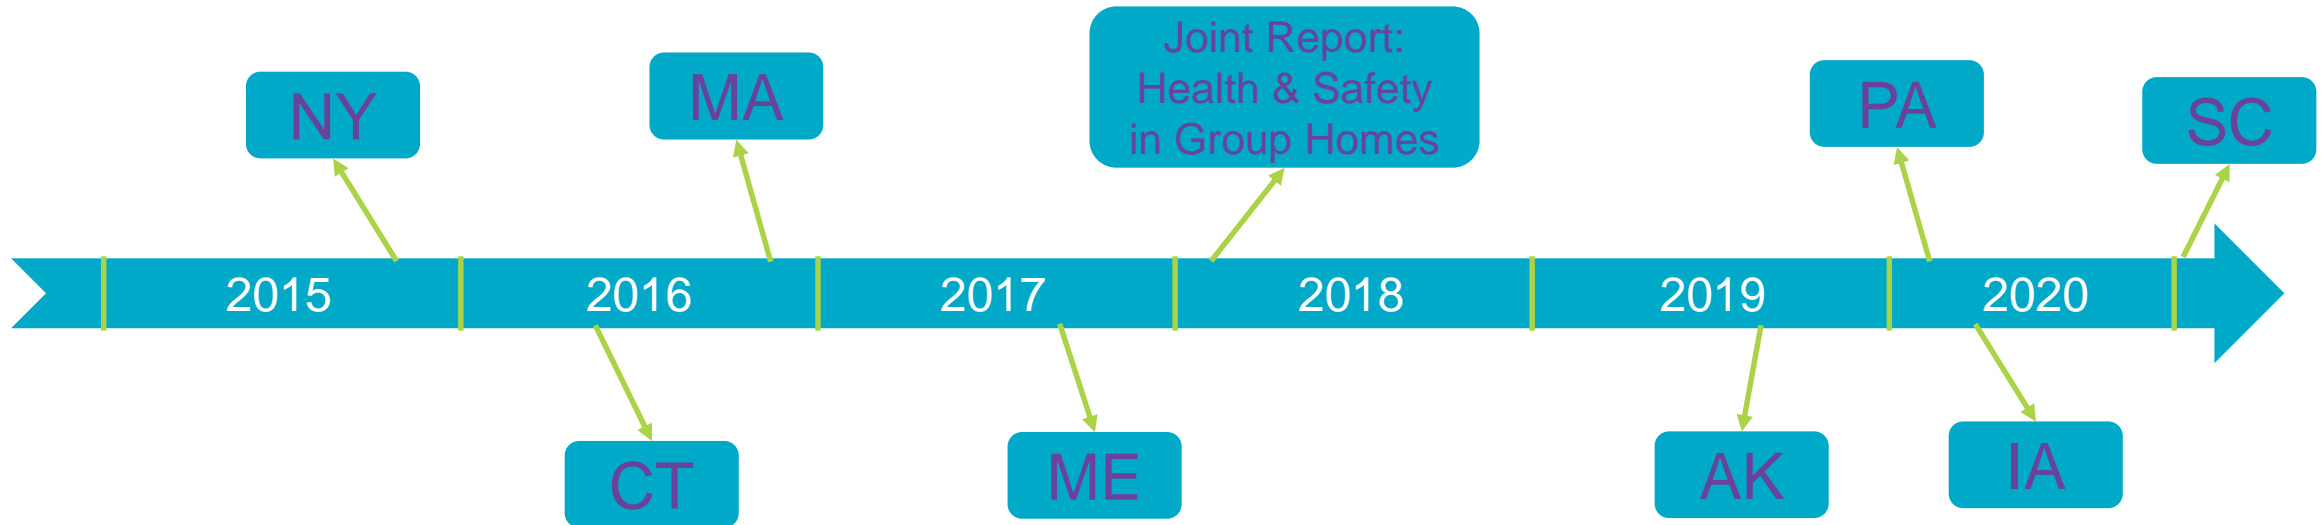 NY
MA
Joint Report:
Health & Safety
in Group Homes
PA
SC
2015
2016
2017
2018
2019
2020
CT
ME
AK
IA